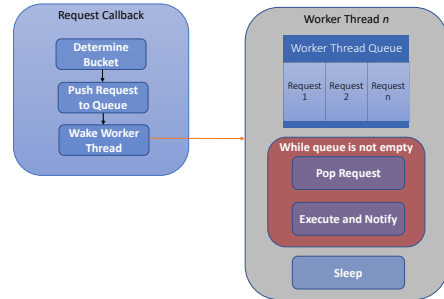 Request Callback
Determine
Bucket
Push Request
to Queue
Wake Worker
Thread
Worker Thread n
Worker Thread Queue
Request
1
Request
2
Request
n
While queue is not empty
Pop Request
Execute and Notify
Sleep